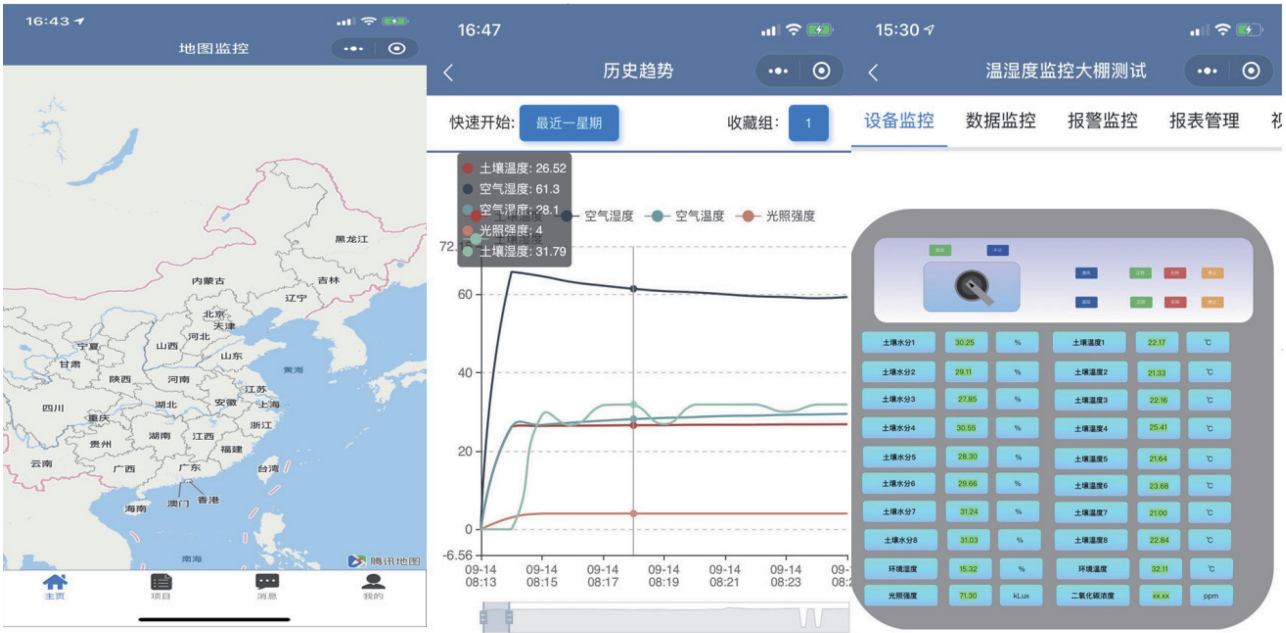 16:43
地图监控
黑龙江
内蒙古
吉林
辽宁
北京
天津
河北
山西
宁夏
山东
甘肃
黄海
陕西
河南
江苏
四川
湖北
安徽
上海
重庆
浙江
湖南
江西
贵州
福建
云南
广西
广东
台湾
澳门
香港
海南
南海
腾讯地图
主页
项目
消息
我的
16:47
历史趋势
快速开始: 最近一星期
收藏组: 1
土壤温度: 26.52
空气湿度: 61.3
空气温度: 28.1
光照强度: 4
土壤湿度: 31.79
空气湿度 空气温度 光照强度
60
40
20
0
-6.56
09-14 09-14 09-14 09-14 09-14 09-14
08:13 08:15 08:17 08:19 08:21 08:23
15:30
温湿度监控大棚测试
设备监控 数据监控 报警监控 报表管理
土壤水分1 30.25 % 土壤温度1 22.17 ℃
土壤水分2 29.11 % 土壤温度2 21.33 ℃
土壤水分3 27.85 % 土壤温度3 22.16 ℃
土壤水分4 30.55 % 土壤温度4 25.41 ℃
土壤水分5 28.30 % 土壤温度5 21.64 ℃
土壤水分6 29.66 % 土壤温度6 23.68 ℃
土壤水分7 31.24 % 土壤温度7 21.00 ℃
土壤水分8 31.03 % 土壤温度8 22.84 ℃
环境湿度 15.32 % 环境温度 32.11 ℃
光照强度 71.30 kLux 二氧化碳浓度 xx.xx ppm